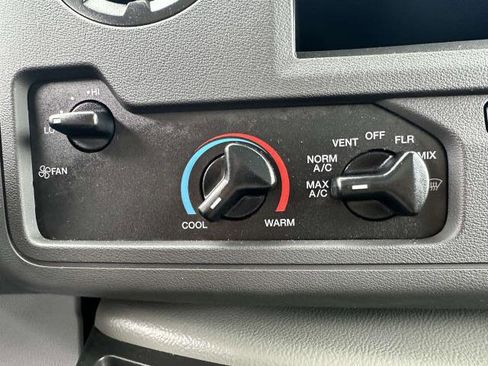 HI
LO
FAN
COOL
WARM
MAX
A/C
NORM
A/C
VENT
OFF
FLR
MIX